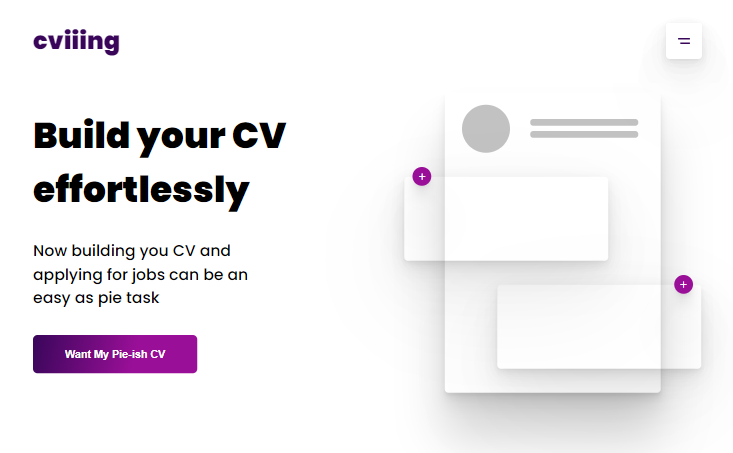 cviiing
Build your CV
effortlessly
Now building you CV and
applying for jobs can be an
easy as pie task
Want My Pie-ish CV
+
+